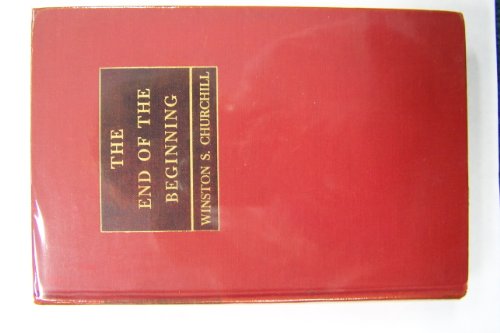 THE
END OF THE
BEGINNING
WINSTON S. CHURCHILL